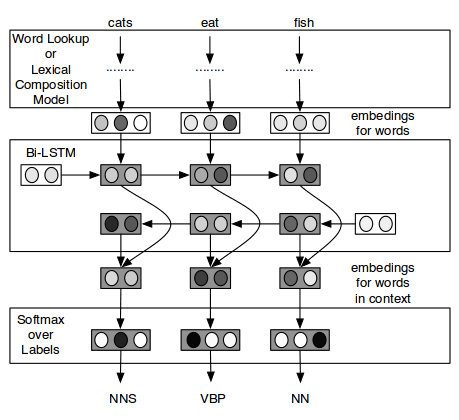 cats eat fish
Word Lookup
or
Lexical
Composition
Model
........ ........ ........
embedings
for words
Bi-LSTM
embedings
for words
in context
Softmax
over
Labels
NNS VBP NN